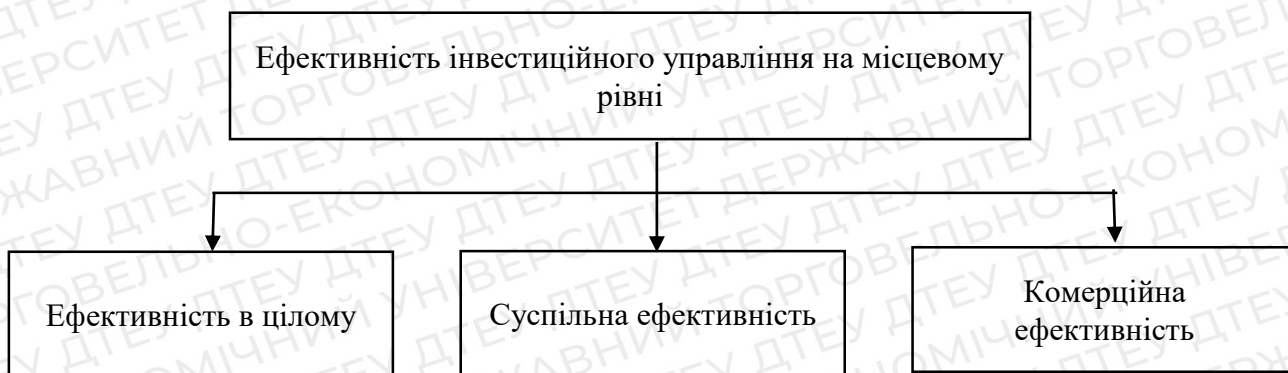 Ефективність інвестиційного управління на місцевому
рівні
Ефективність в цілому
Суспільна ефективність
Комерційна
ефективність